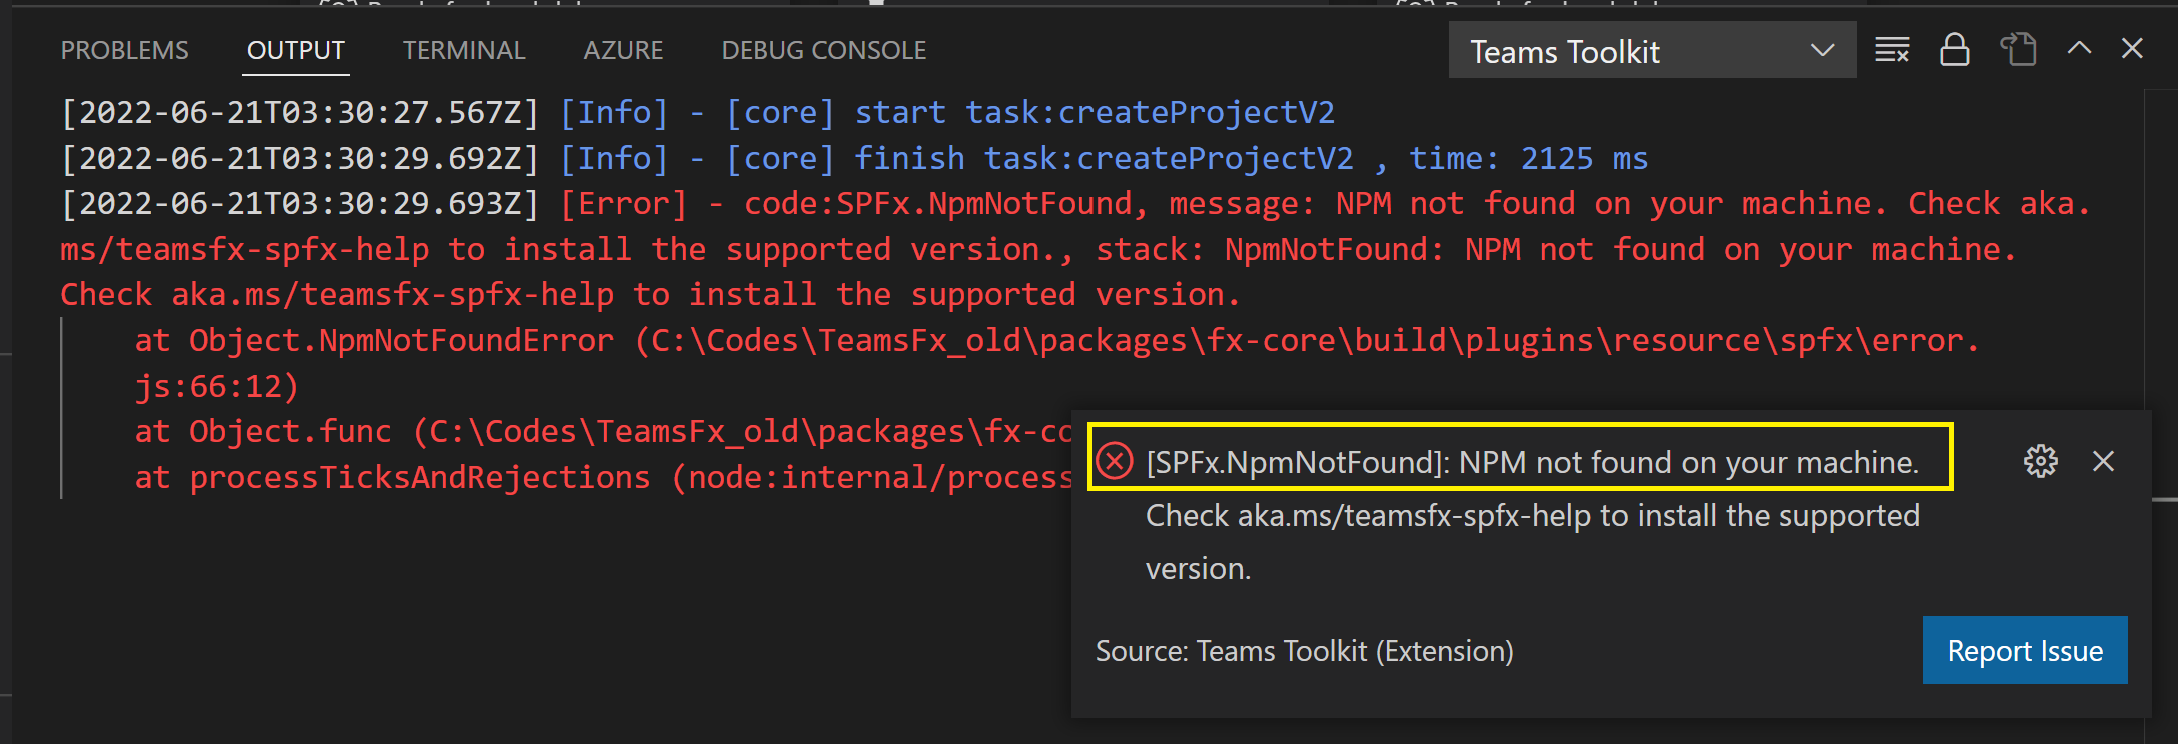 PROBLEMS OUTPUT TERMINAL AZURE DEBUG CONSOLE Teams Toolkit
[2022-06-21T03:30:27.567Z] [Info] - [core] start task:createProjectV2
[2022-06-21T03:30:29.692Z] [Info] - [core] finish task:createProjectV2 , time: 2125 ms
[2022-06-21T03:30:29.693Z] [Error] - code:SPFx.NpmNotFound, message: NPM not found on your machine. Check aka.
ms/teamsfx-spfx-help to install the supported version., stack: NpmNotFound: NPM not found on your machine.
Check aka.ms/teamsfx-spfx-help to install the supported version.
at Object.NpmNotFoundError (C:\Codes\TeamsFx_old\packages\fx-core\build\plugins\resource\spfx\error.
js:66:12)
at Object.func (C:\Codes\TeamsFx_old\packages\fx-co
at processTicksAndRejections (node:internal/process
[SPFx.NpmNotFound]: NPM not found on your machine.
Check aka.ms/teamsfx-spfx-help to install the supported
version.
Source: Teams Toolkit (Extension)
Report Issue